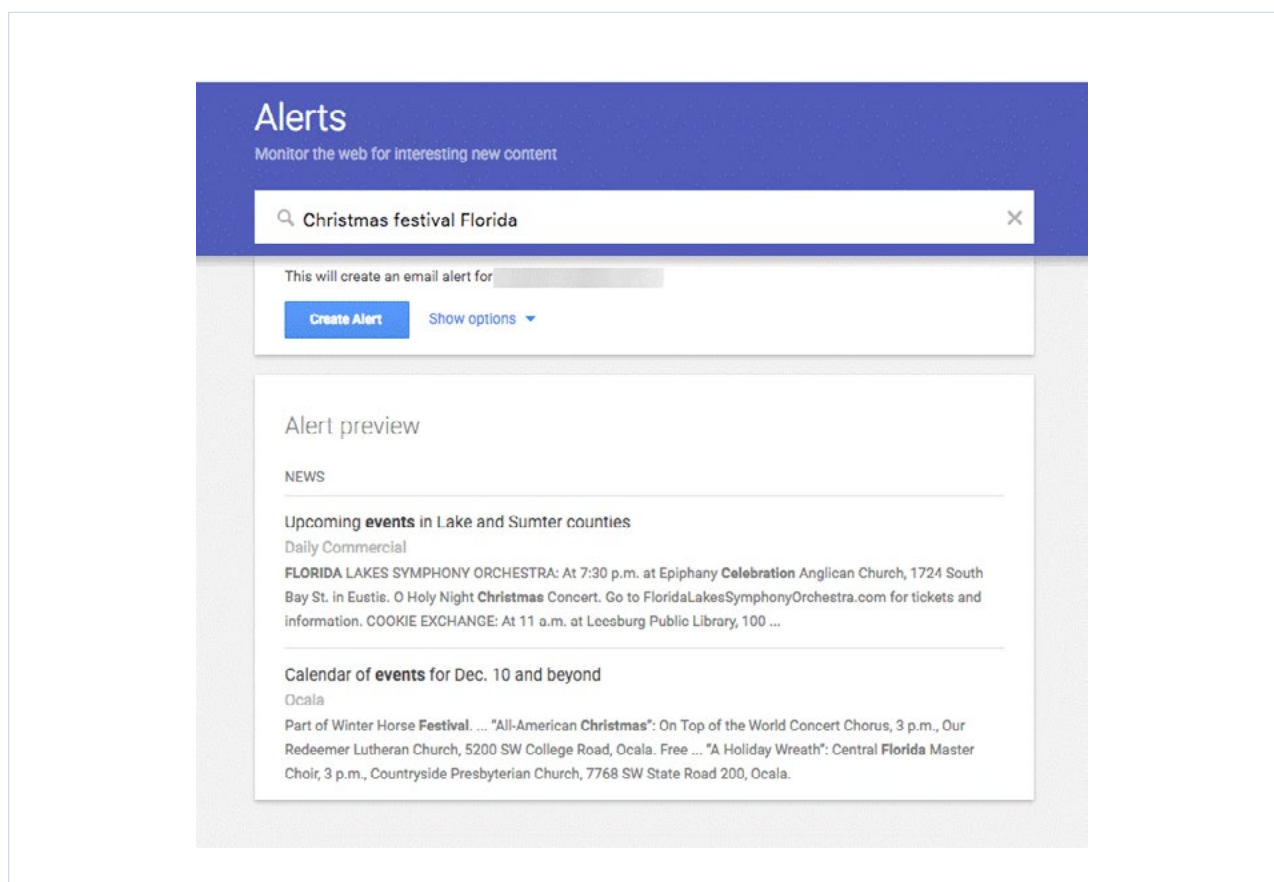 Alerts
Monitor the web for interesting new content
Christmas festival Florida
This will create an email alert for
Create Alert
Show options
Alert preview
NEWS
Upcoming events in Lake and Sumter counties
Daily Commercial
FLORIDA LAKES SYMPHONY ORCHESTRA: At 7:30 p.m. at Epiphany Celebration Anglican Church, 1724 South
Bay St. in Eustis. O Holy Night Christmas Concert. Go to FloridaLakesSymphonyOrchestra.com for tickets and
information. COOKIE EXCHANGE: At 11 a.m. at Leesburg Public Library, 100 ...
Calendar of events for Dec. 10 and beyond
Ocala
Part of Winter Horse Festival. ... "All-American Christmas": On Top of the World Concert Chorus, 3 p.m., Our
Redeemer Lutheran Church, 5200 SW College Road, Ocala. Free ... "A Holiday Wreath": Central Florida Master
Choir, 3 p.m., Countryside Presbyterian Church, 7768 SW State Road 200, Ocala.